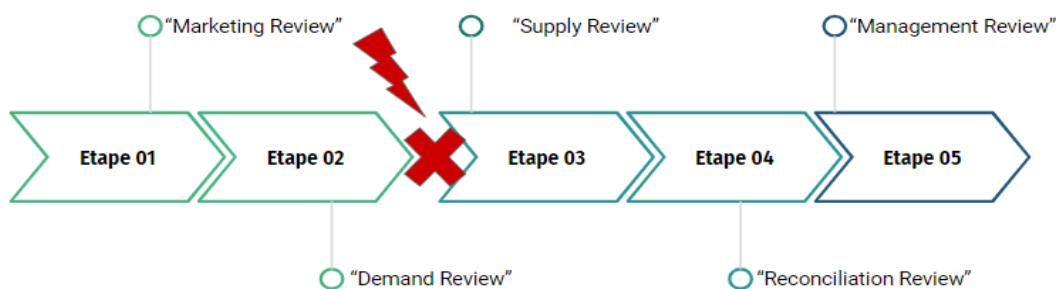 “Marketing Review”
“Supply Review”
“Management Review”
Etape 01
Etape 02
Etape 03
Etape 04
Etape 05
“Demand Review”
“Reconciliation Review”